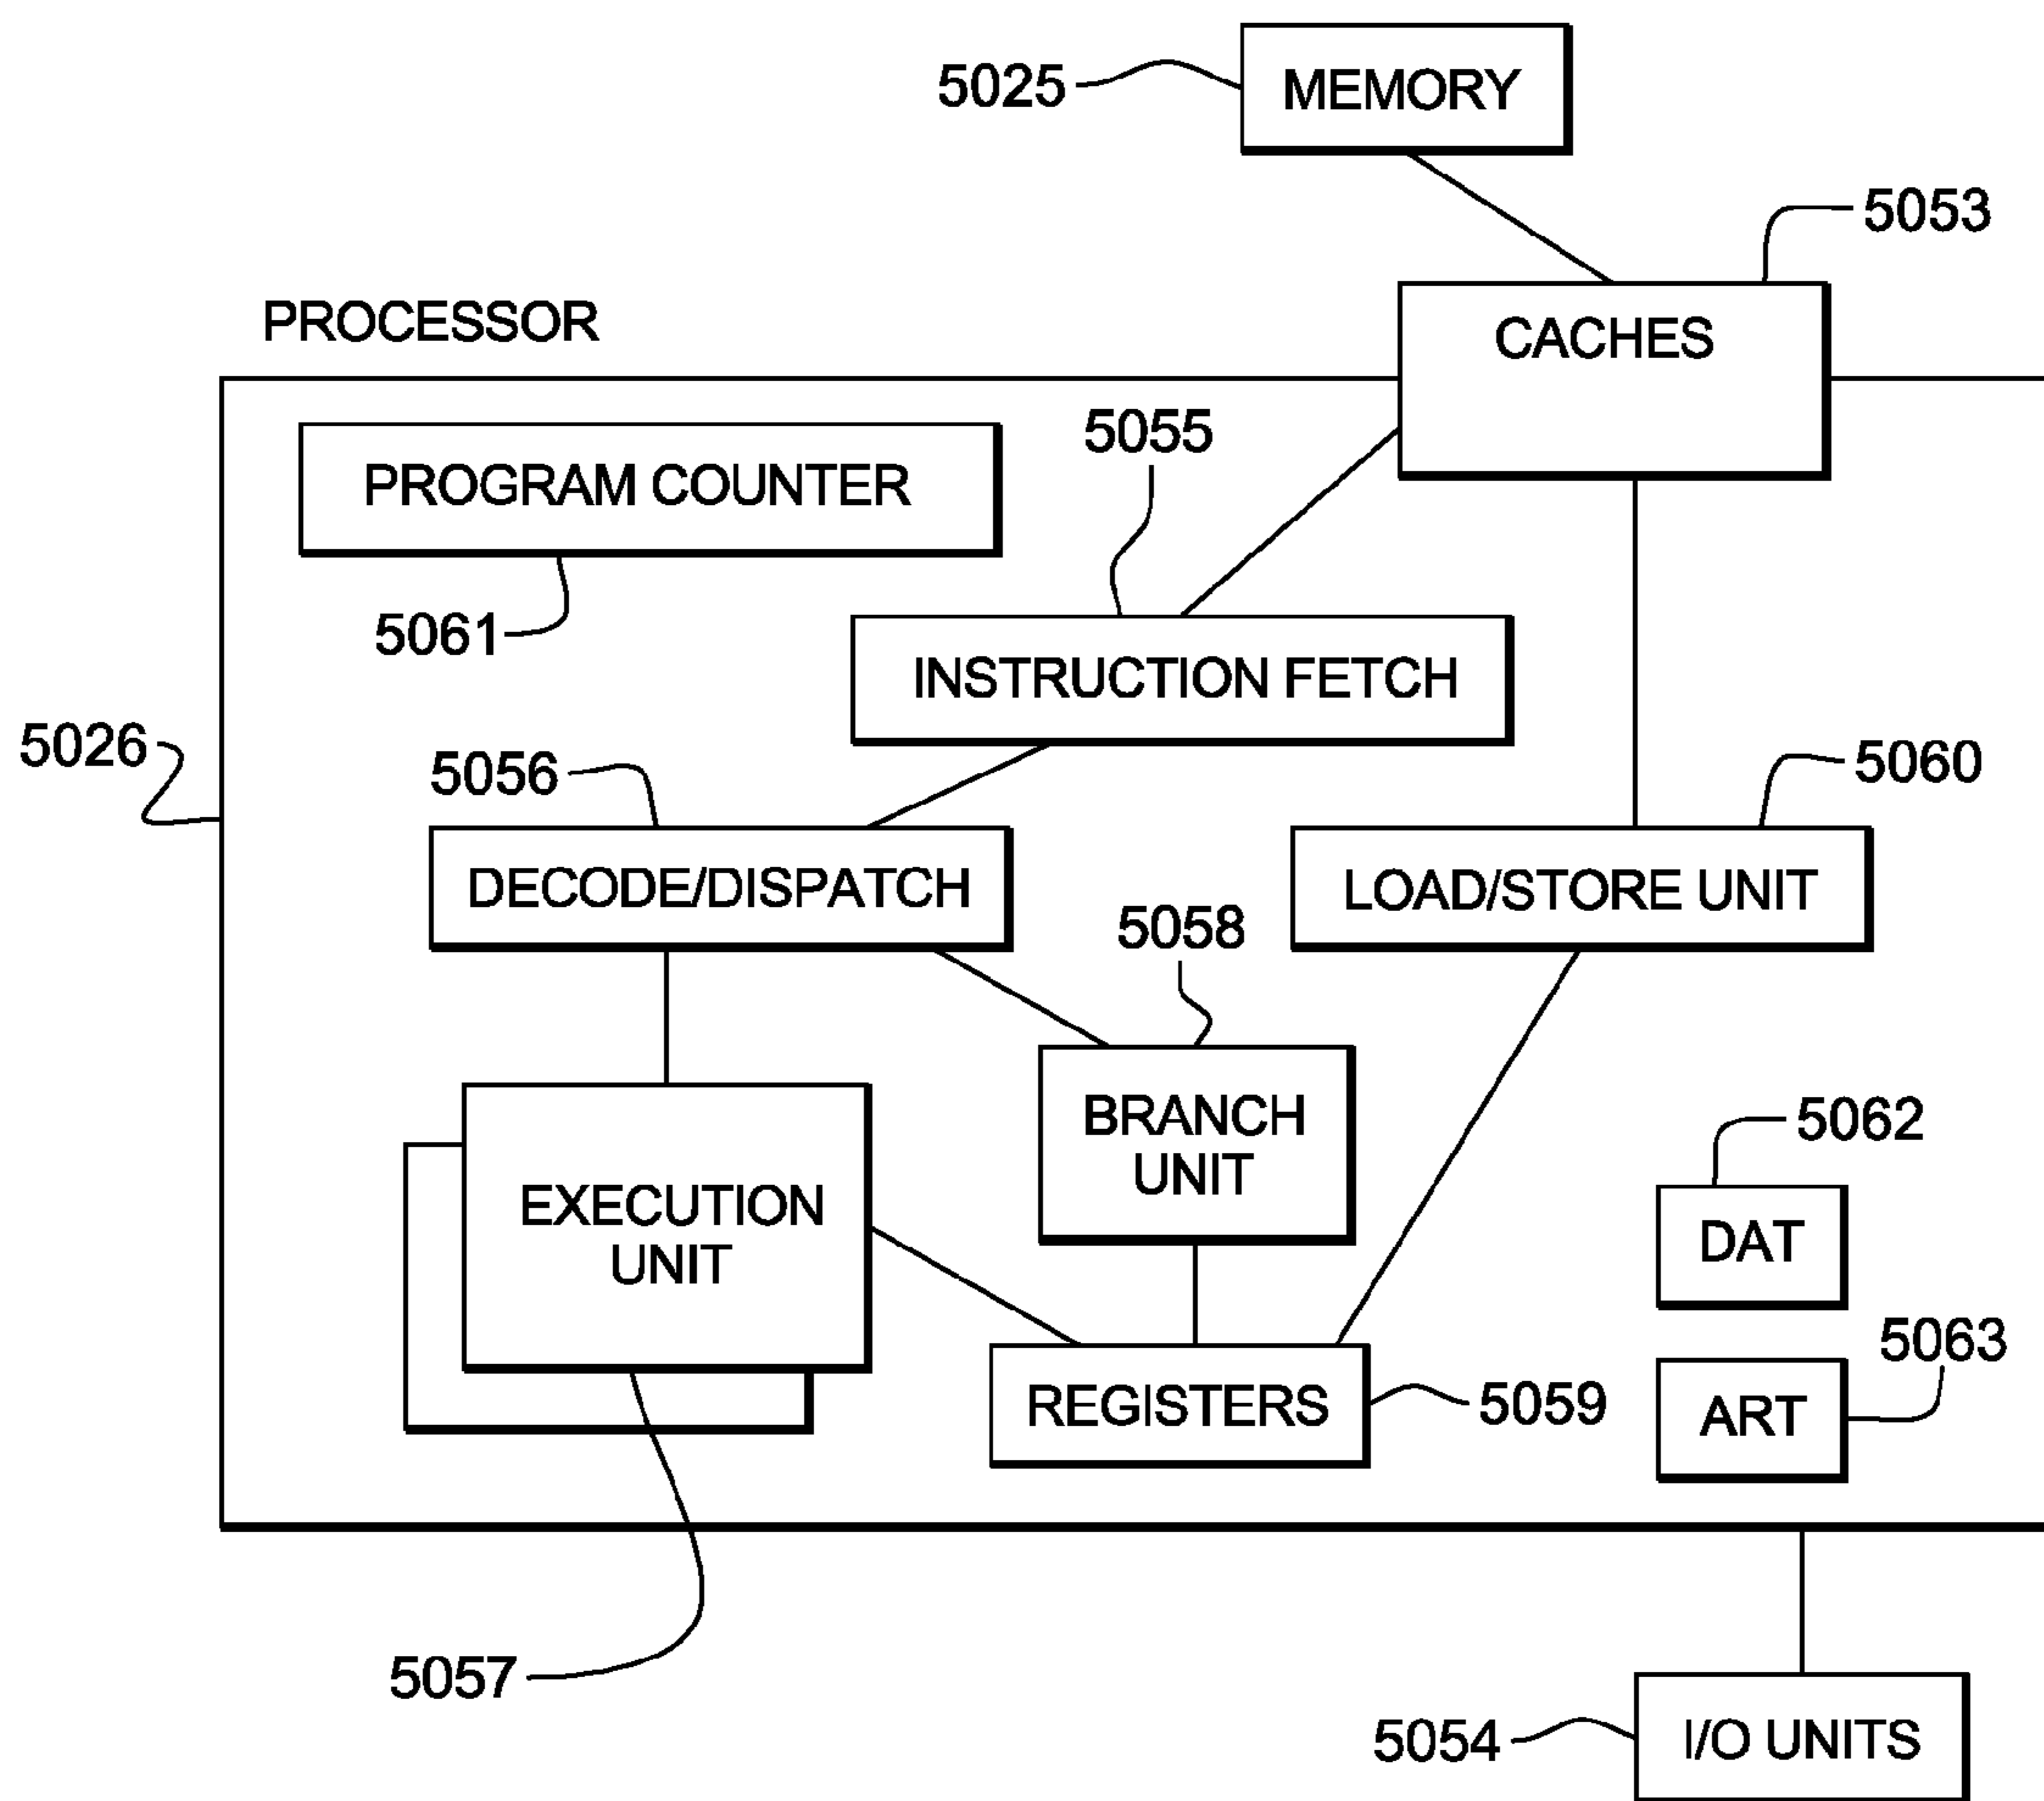 MEMORY
5025
5053
CACHES
PROCESSOR
PROGRAM COUNTER
5055
5061
INSTRUCTION FETCH
5026
5056
5060
DECODE/DISPATCH
LOAD/STORE UNIT
5058
BRANCH
UNIT
5062
EXECUTION
UNIT
DAT
5063
REGISTERS
5059
ART
5057
5054
I/O UNITS